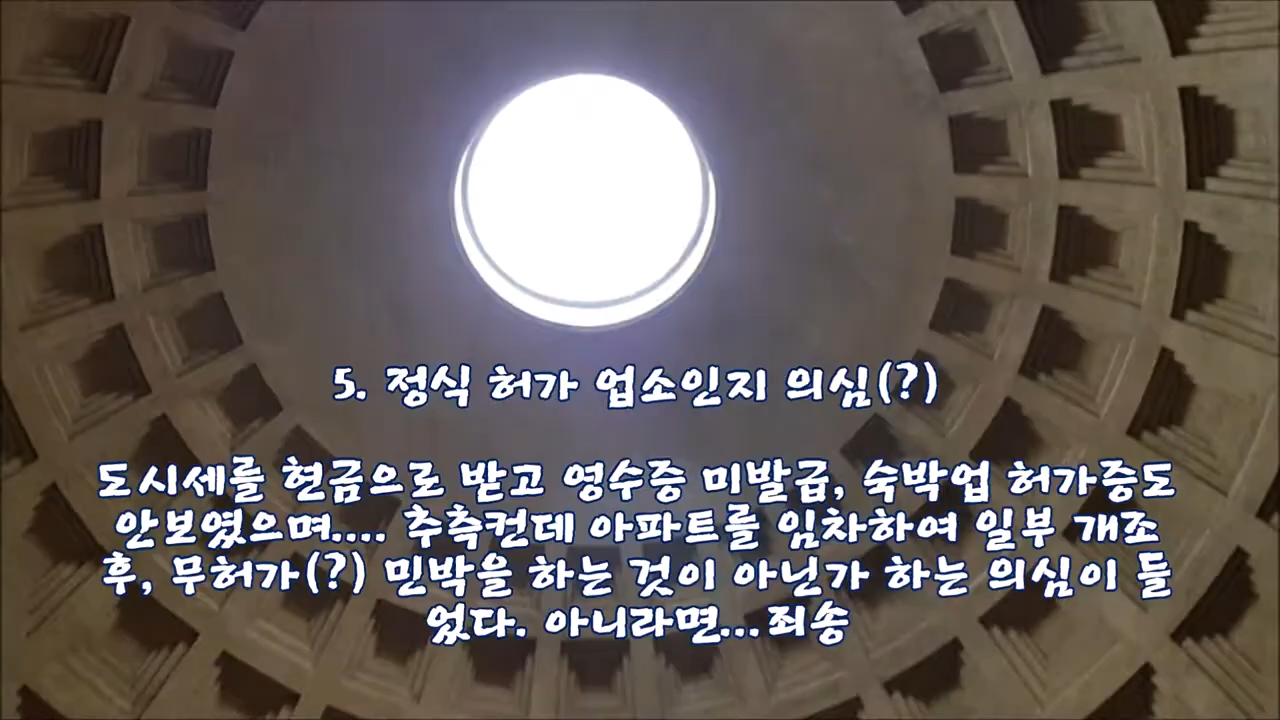 5. 정식 허가 업소인지 의심(?)
도시세를 현금으로 받고 영수증 미발급, 숙박업 허가증도
안보였으며.... 추측컨데 아파트를 임차하여 일부 개조
후, 무허가(?) 민박을 하는 것이 아닌가 하는 의심이 들
었다. 아니라면...죄송